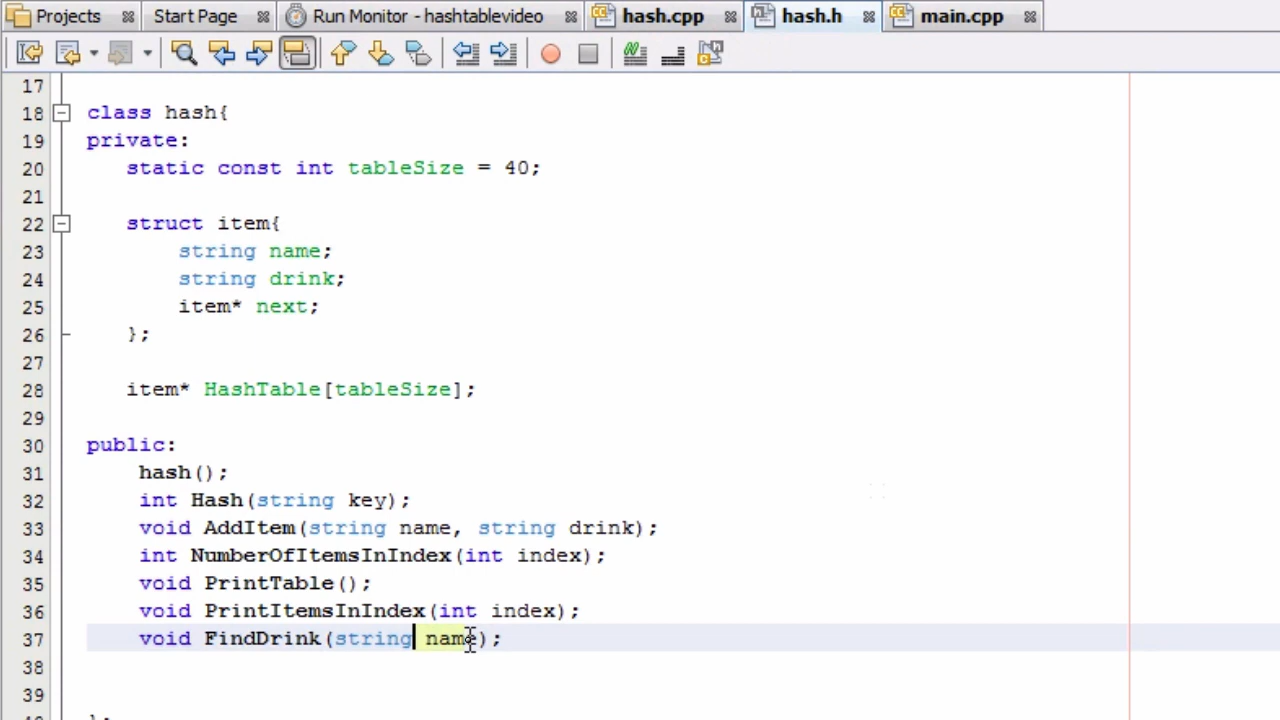 Projects Start Page Run Monitor - hashtablevideo hash.cpp hash.h main.cpp
17
18 class hash{
19 private:
20 static const int tableSize = 40;
21
22 struct item{
23 string name;
24 string drink;
25 item* next;
26 };
27
28 item* HashTable[tableSize];
29
30 public:
31 hash();
32 int Hash(string key);
33 void AddItem(string name, string drink);
34 int NumberOfItemsInIndex(int index);
35 void PrintTable();
36 void PrintItemsInIndex(int index);
37 void FindDrink(string name);
38
39